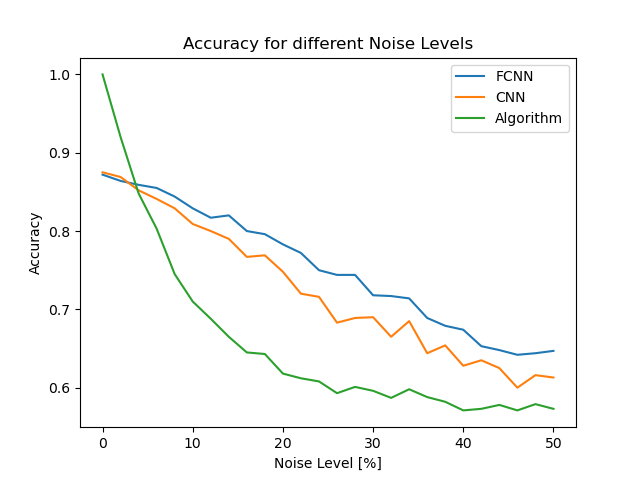 Accuracy for different Noise Levels
1.0
0.9
0.8
0.7
0.6
Accuracy
FCNN
CNN
Algorithm
0 10 20 30 40 50
Noise Level [%]